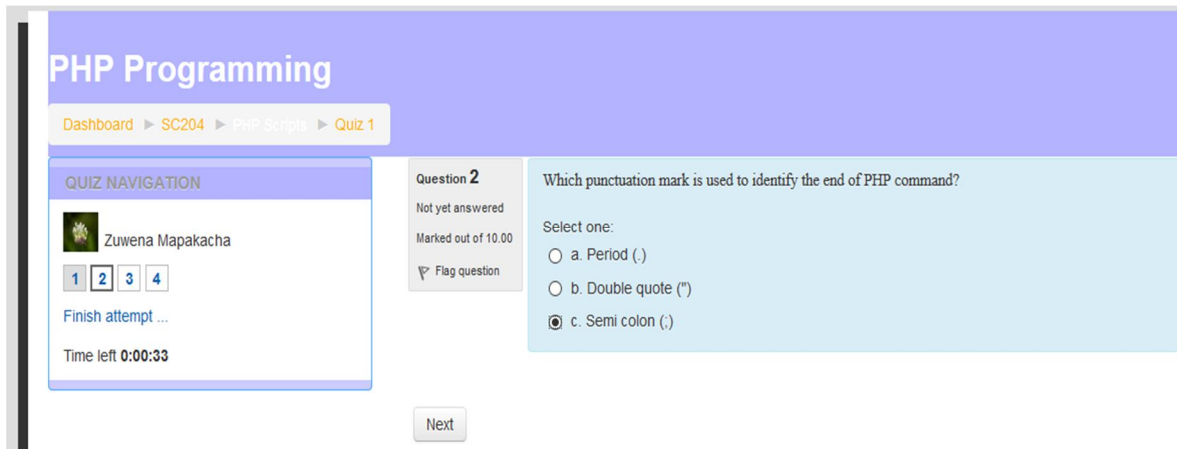 PHP Programming
Dashboard ► SC204 ► PHP Scripts ► Quiz 1
QUIZ NAVIGATION
Zuwena Mapakacha
1 2 3 4
Finish attempt ...
Time left 0:00:33
Question 2
Not yet answered
Marked out of 10.00
Flag question
Which punctuation mark is used to identify the end of PHP command?
Select one:
a. Period (.)
b. Double quote (")
c. Semi colon (;)
Next